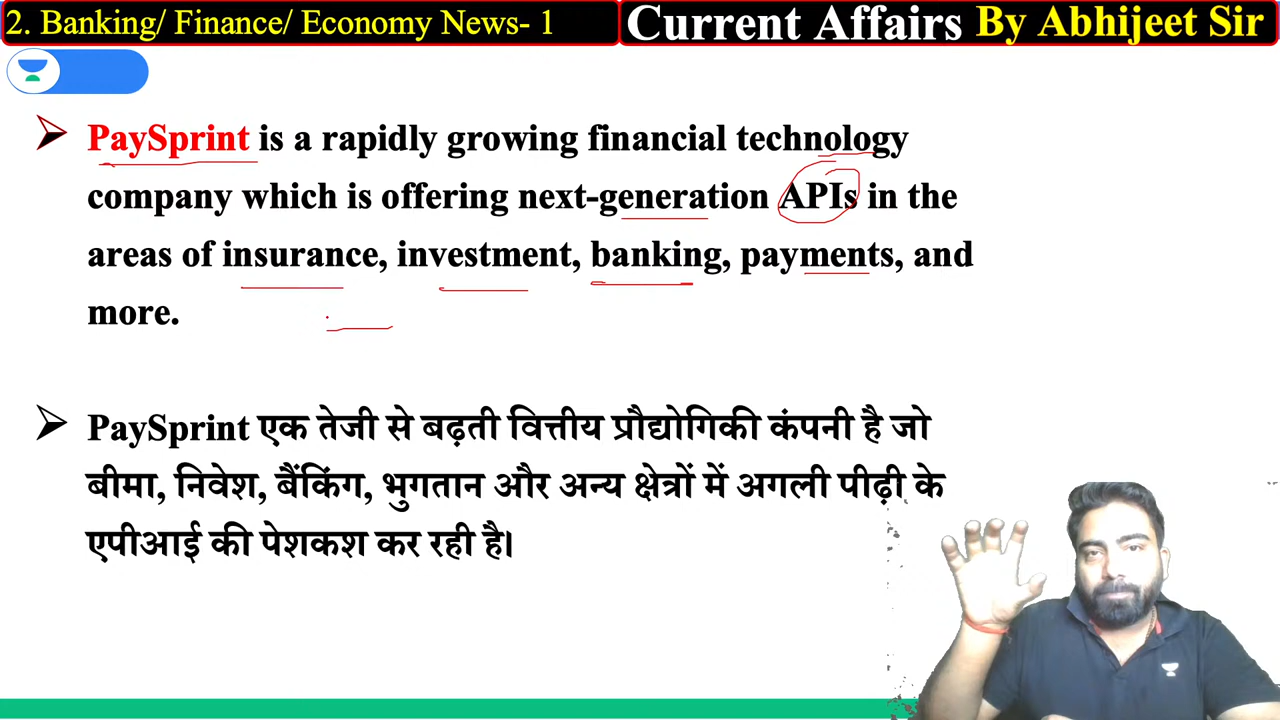 2. Banking/ Finance/ Economy News- 1
Current Affairs By Abhijeet Sir
PaySprint is a rapidly growing financial technology
company which is offering next-generation APIs in the
areas of insurance, investment, banking, payments, and
more.
PaySprint एक तेजी से बढ़ती वित्तीय प्रौद्योगिकी कंपनी है जो
बीमा, निवेश, बैंकिंग, भुगतान और अन्य क्षेत्रों में अगली पीढ़ी के
एपीआई की पेशकश कर रही है।